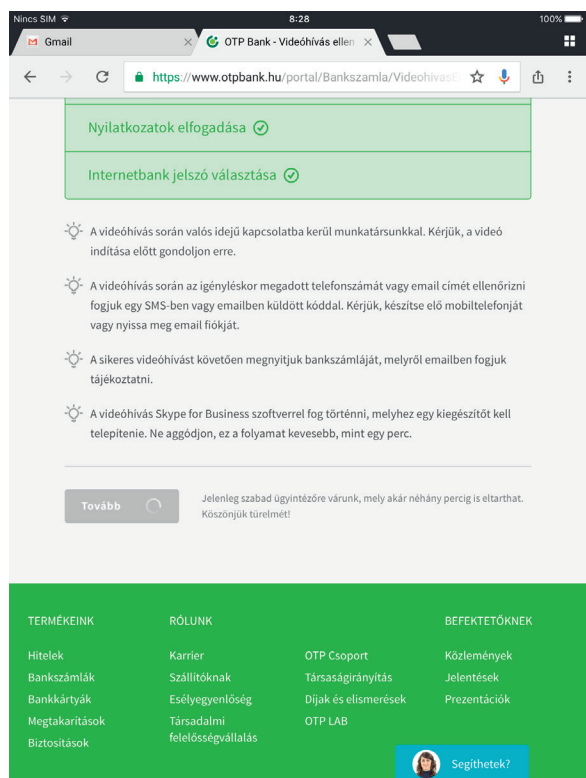 Nincs SIM 8:28 100%
Gmail OTP Bank - Videóhívás ellen
https://www.otpbank.hu/portal/Bankszamla/VideohivasE
Nyilatkozatok elfogadása
Internetbank jelszó választása
A videóhívás során valós idejű kapcsolatba kerül munkatársunkkal. Kérjük, a videó
indítása előtt gondoljon erre.
A videóhívás során az igényléskor megadott telefonszámát vagy email címét ellenőrizni
fogjuk egy SMS-ben vagy emailben küldött kóddal. Kérjük, készítse elő mobiltelefonját
vagy nyissa meg email fiókját.
A sikeres videóhívást követően megnyitjuk bankszámláját, melyről emailben fogjuk
tájékoztatni.
A videóhívás Skype for Business szoftverrel fog történni, melyhez egy kiegészítőt kell
telepítenie. Ne aggódjon, ez a folyamat kevesebb, mint egy perc.
Tovább
Jelenleg szabad ügyintézőre várunk, mely akár néhány percig is eltarthat.
Köszönjük türelmét!
TERMÉKEINK
Hitelek
Bankszámlák
Bankkártyák
Megtakarítások
Biztosítások
RÓLUNK
Karrier
Szállítóknak
Esélyegyenlőség
Társadalmi
felelősségvállalás
OTP Csoport
Társaságirányítás
Díjak és elismerések
OTP LAB
BEFEKTETŐKNEK
Közlemények
Jelentések
Prezentációk
Segíthetek?